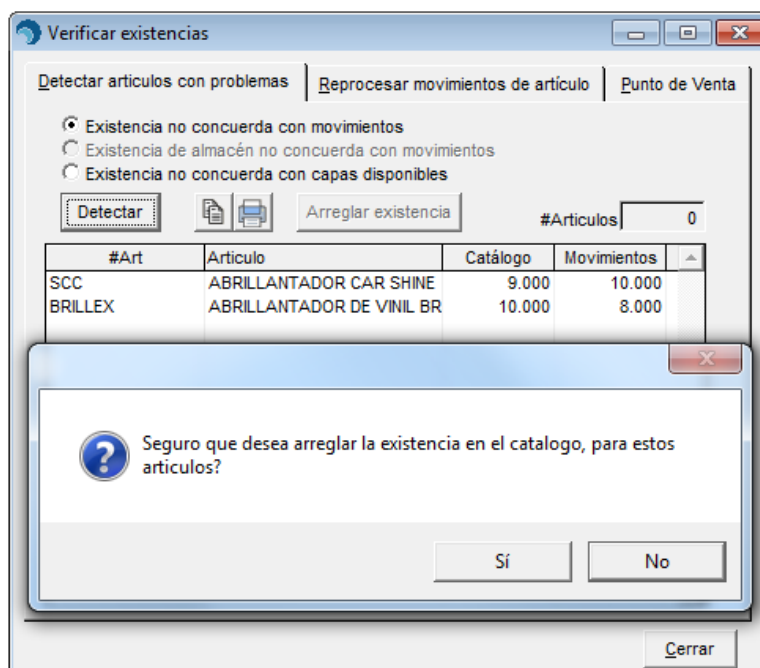 Verificar existencias
Detectar articulos con problemas
Reprocesar movimientos de artículo
Punto de Venta
Existencia no concuerda con movimientos
Existencia de almacén no concuerda con movimientos
Existencia no concuerda con capas disponibles
Detectar
Arreglar existencia
#Articulos 0
#Art Articulo Catálogo Movimientos
SCC ABRILLANTADOR CAR SHINE 9.000 10.000
BRILLEX ABRILLANTADOR DE VINIL BR 10.000 8.000
Seguro que desea arreglar la existencia en el catalogo, para estos
articulos?
Sí No
Cerrar